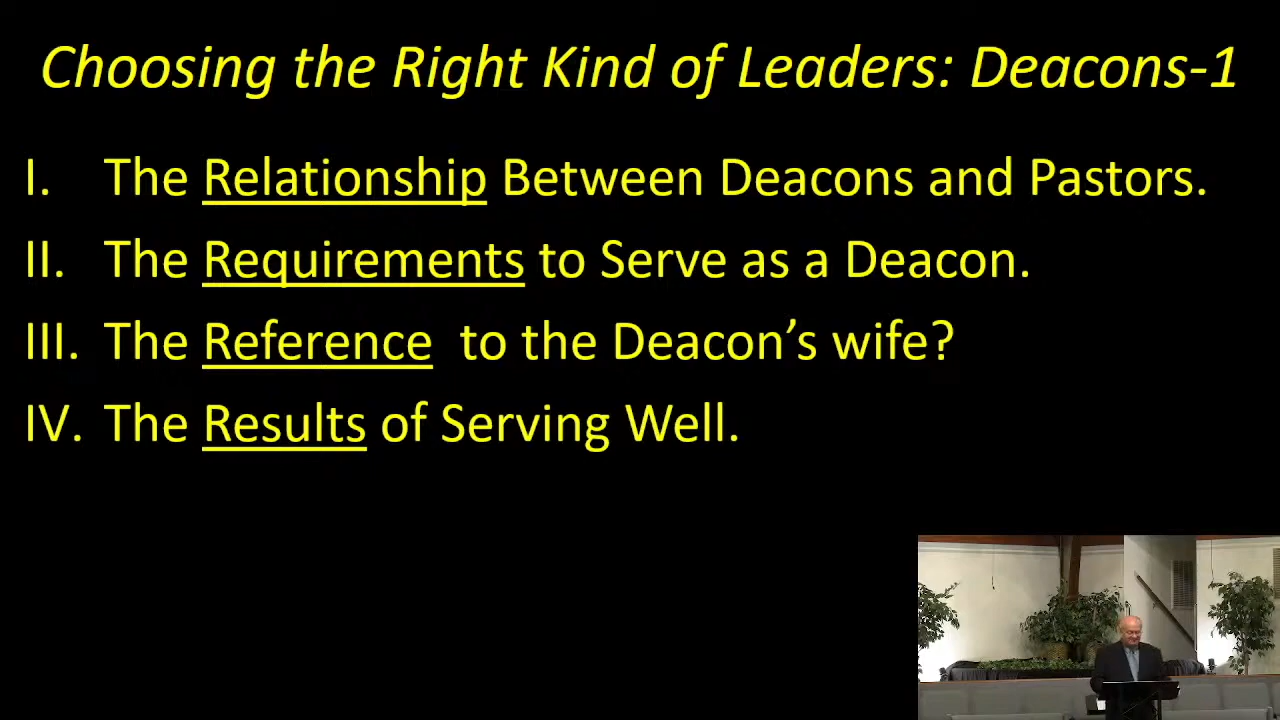 Choosing the Right Kind of Leaders: Deacons-1
I. The Relationship Between Deacons and Pastors.
II. The Requirements to Serve as a Deacon.
III. The Reference to the Deacon’s wife?
IV. The Results of Serving Well.